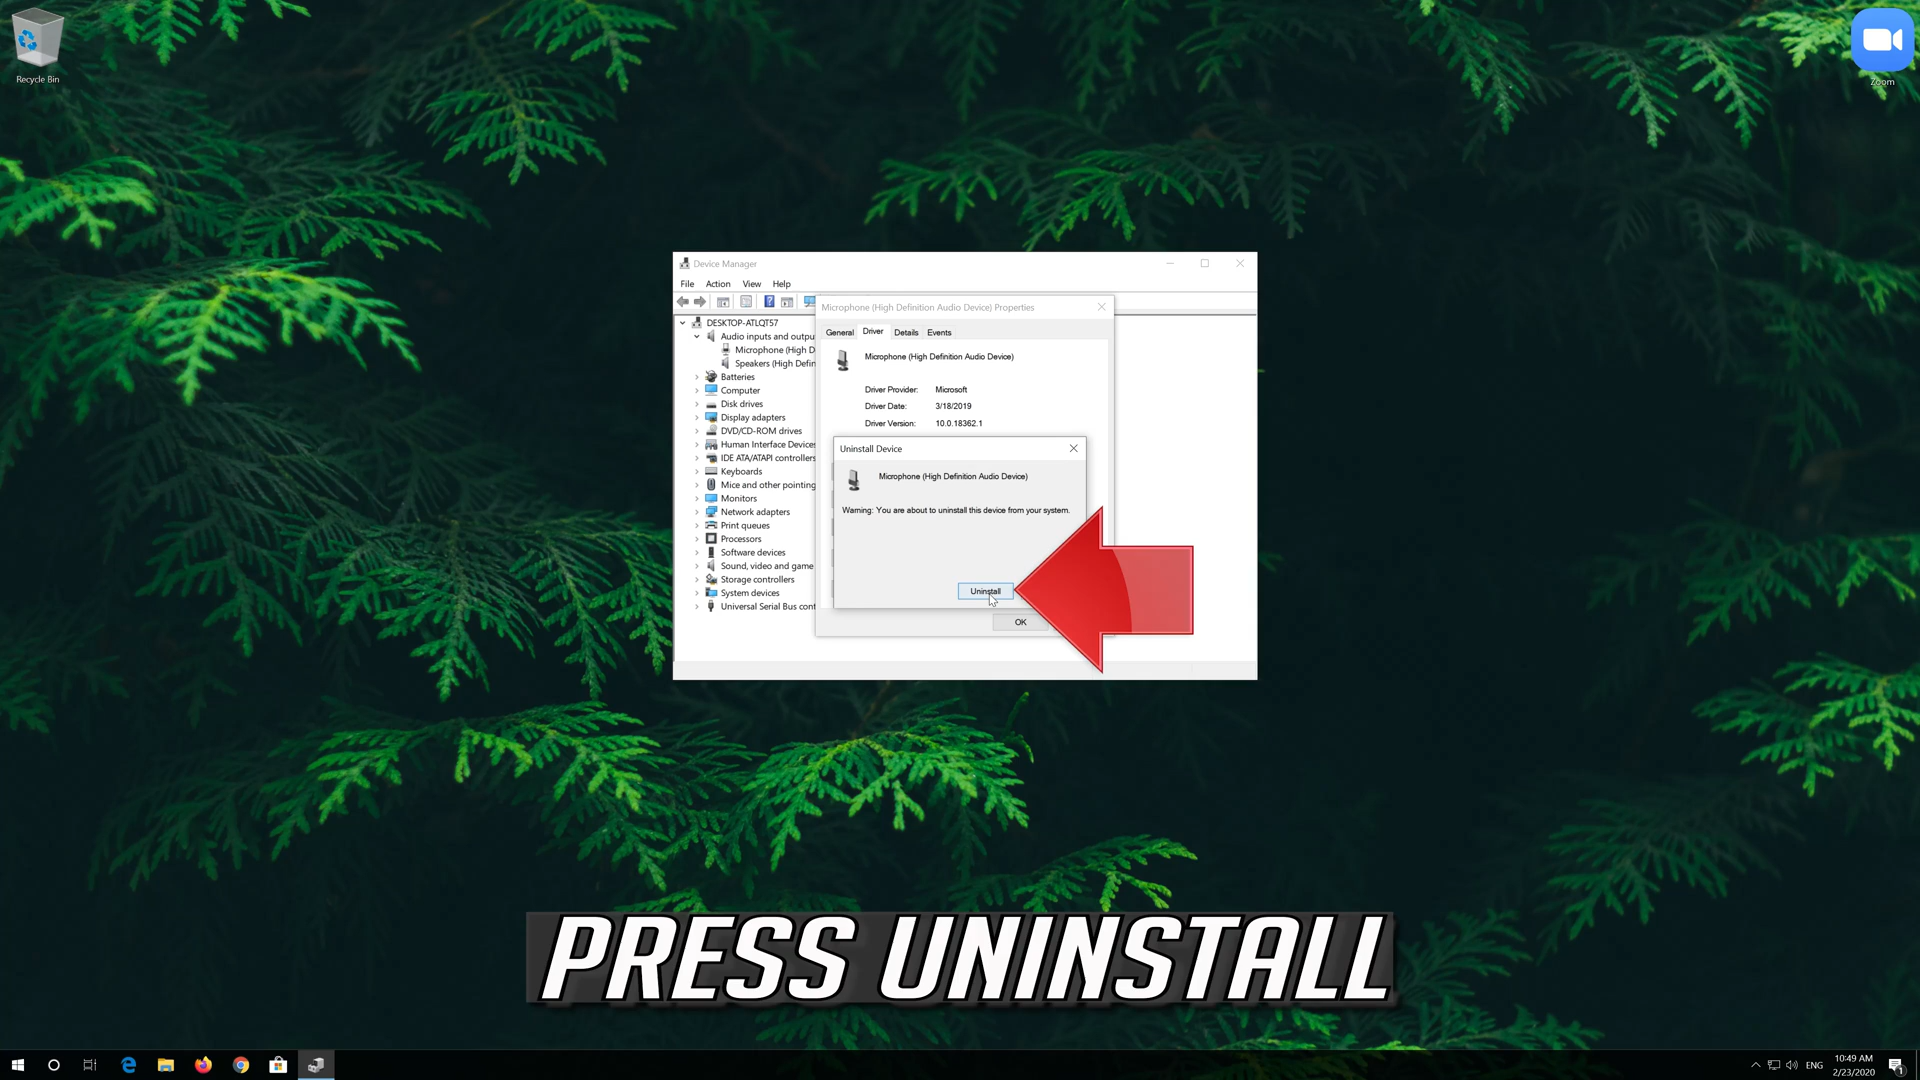 Recycle Bin
Zoom
Device Manager
File Action View Help
DESKTOP-ATLQT57
Audio inputs and outpu
Microphone (High D
Speakers (High Defin
Batteries
Computer
Disk drives
Display adapters
DVD/CD-ROM drives
Human Interface Devices
IDE ATA/ATAPI controllers
Keyboards
Mice and other pointing
Monitors
Network adapters
Print queues
Processors
Software devices
Sound, video and game
Storage controllers
System devices
Universal Serial Bus cont
Microphone (High Definition Audio Device) Properties
General Driver Details Events
Microphone (High Definition Audio Device)
Driver Provider: Microsoft
Driver Date: 3/18/2019
Driver Version: 10.0.18362.1
Uninstall Device
Microphone (High Definition Audio Device)
Warning: You are about to uninstall this device from your system.
Uninstall
OK
PRESS UNINSTALL
ENG
10:49 AM
2/23/2020
1